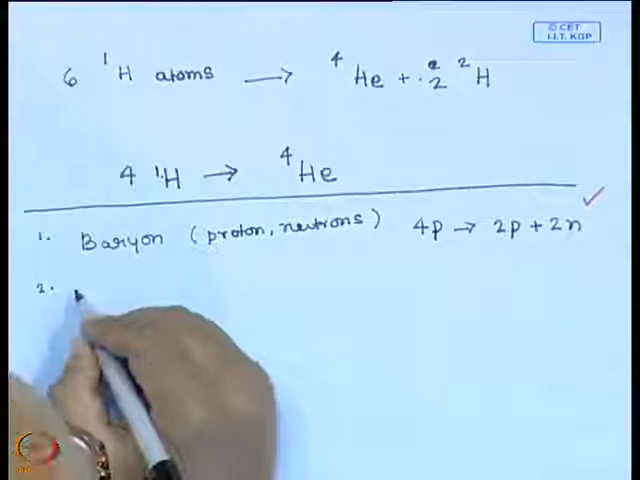 © CET
I.I.T. KGP
6 ¹H atoms → ⁴He + 2 ²H
4 ¹H → ⁴He
1. Baryon (proton, neutrons) 4p → 2p + 2n ✓
2.